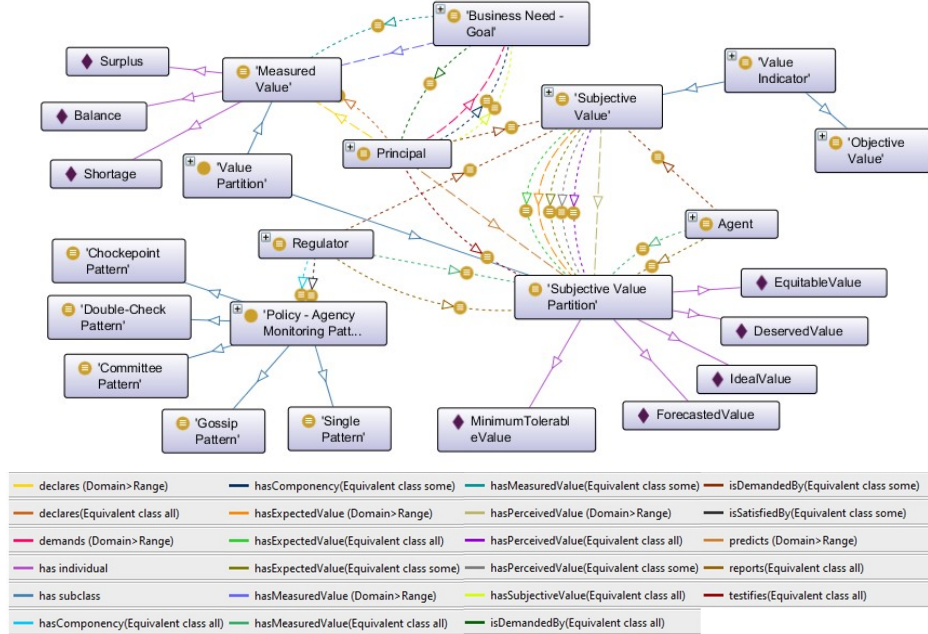 'Business Need -
Goal'
Surplus
'Measured
Value'
'Value
Indicator'
'Subjective
Value'
Balance
'Objective
Value'
Principal
Shortage
'Value
Partition'
Agent
Regulator
'Chockepoint
Pattern'
'Subjective Value
Partition'
EquitableValue
'Double-Check
Pattern'
'Policy - Agency
Monitoring Patt...
DeservedValue
'Committee
Pattern'
IdealValue
'Gossip
Pattern'
'Single
Pattern'
MinimumTolerabl
eValue
ForecastedValue
declares (Domain>Range)
hasComponency(Equivalent class some)
hasMeasuredValue(Equivalent class some)
isDemandedBy(Equivalent class some)
declares(Equivalent class all)
hasExpectedValue (Domain>Range)
hasPerceivedValue (Domain>Range)
isSatisfiedBy(Equivalent class some)
demands (Domain>Range)
hasExpectedValue(Equivalent class all)
hasPerceivedValue(Equivalent class all)
predicts (Domain>Range)
has individual
hasExpectedValue(Equivalent class some)
hasPerceivedValue(Equivalent class some)
reports(Equivalent class all)
has subclass
hasMeasuredValue (Domain>Range)
hasSubjectiveValue(Equivalent class all)
testifies(Equivalent class all)
hasComponency(Equivalent class all)
hasMeasuredValue(Equivalent class all)
isDemandedBy(Equivalent class all)